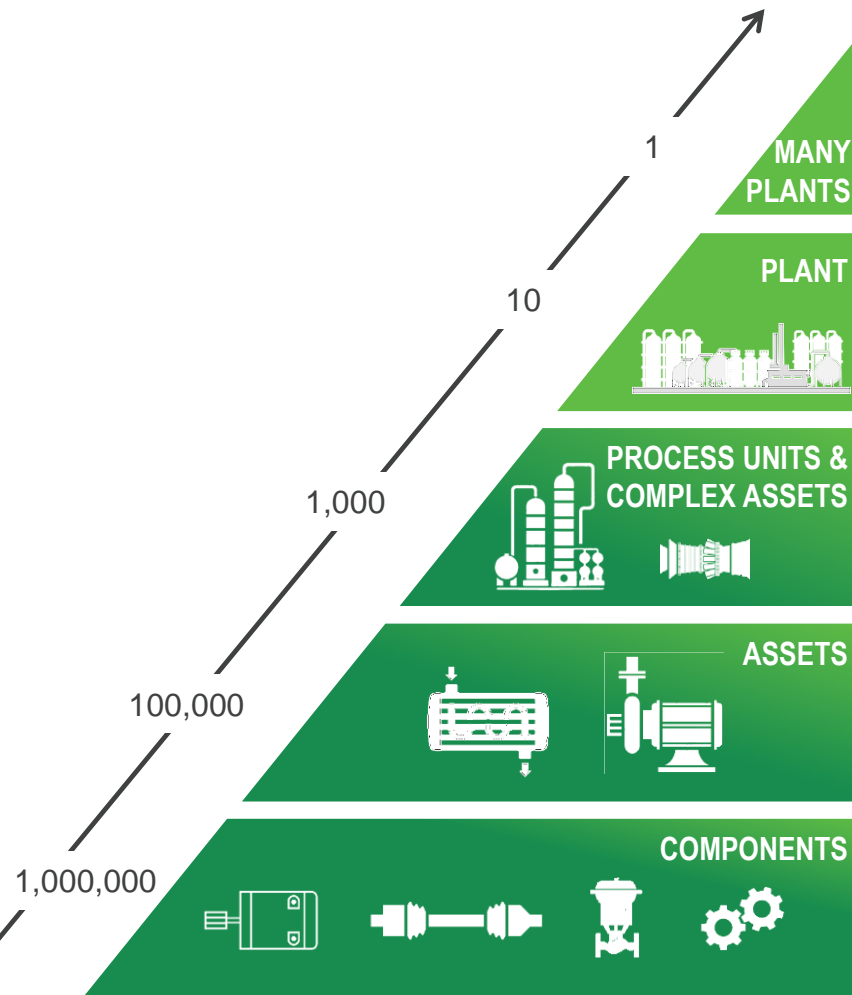 1
MANY
PLANTS
10
PLANT
1,000
PROCESS UNITS &
COMPLEX ASSETS
100,000
ASSETS
1,000,000
COMPONENTS